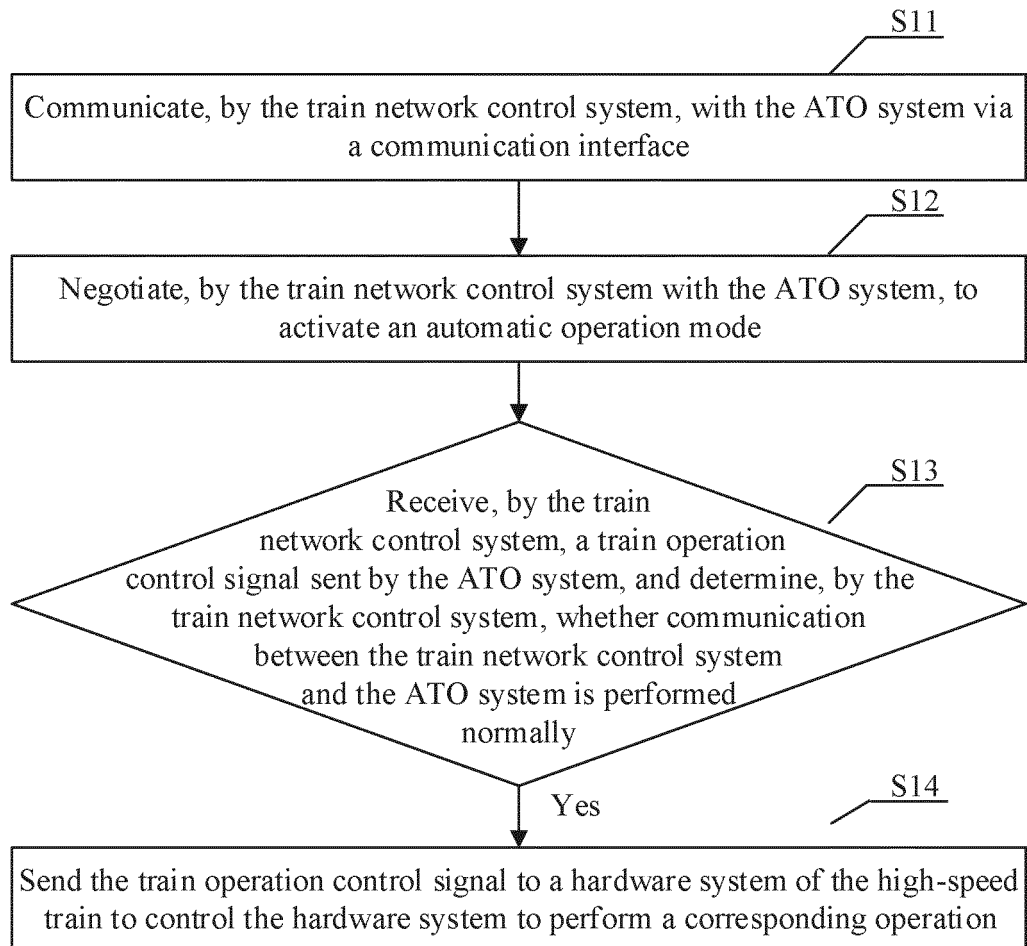 S11
Communicate, by the train network control system, with the ATO system via
a communication interface
S12
Negotiate, by the train network control system with the ATO system, to
activate an automatic operation mode
S13
Receive, by the train
network control system, a train operation
control signal sent by the ATO system, and determine, by the
train network control system, whether communication
between the train network control system
and the ATO system is performed
normally
Yes
S14
Send the train operation control signal to a hardware system of the high-speed
train to control the hardware system to perform a corresponding operation